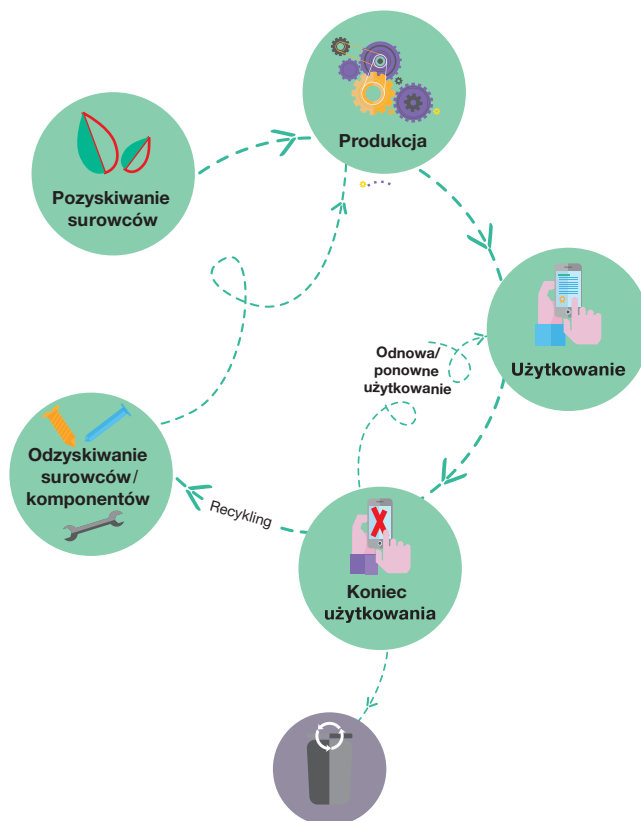 Produkcja
Pozyskiwanie
surowców
Użytkowanie
Odnowa/
ponowne
użytkowanie
Odzyskiwanie
surowców/
komponentów
Recykling
Koniec
użytkowania